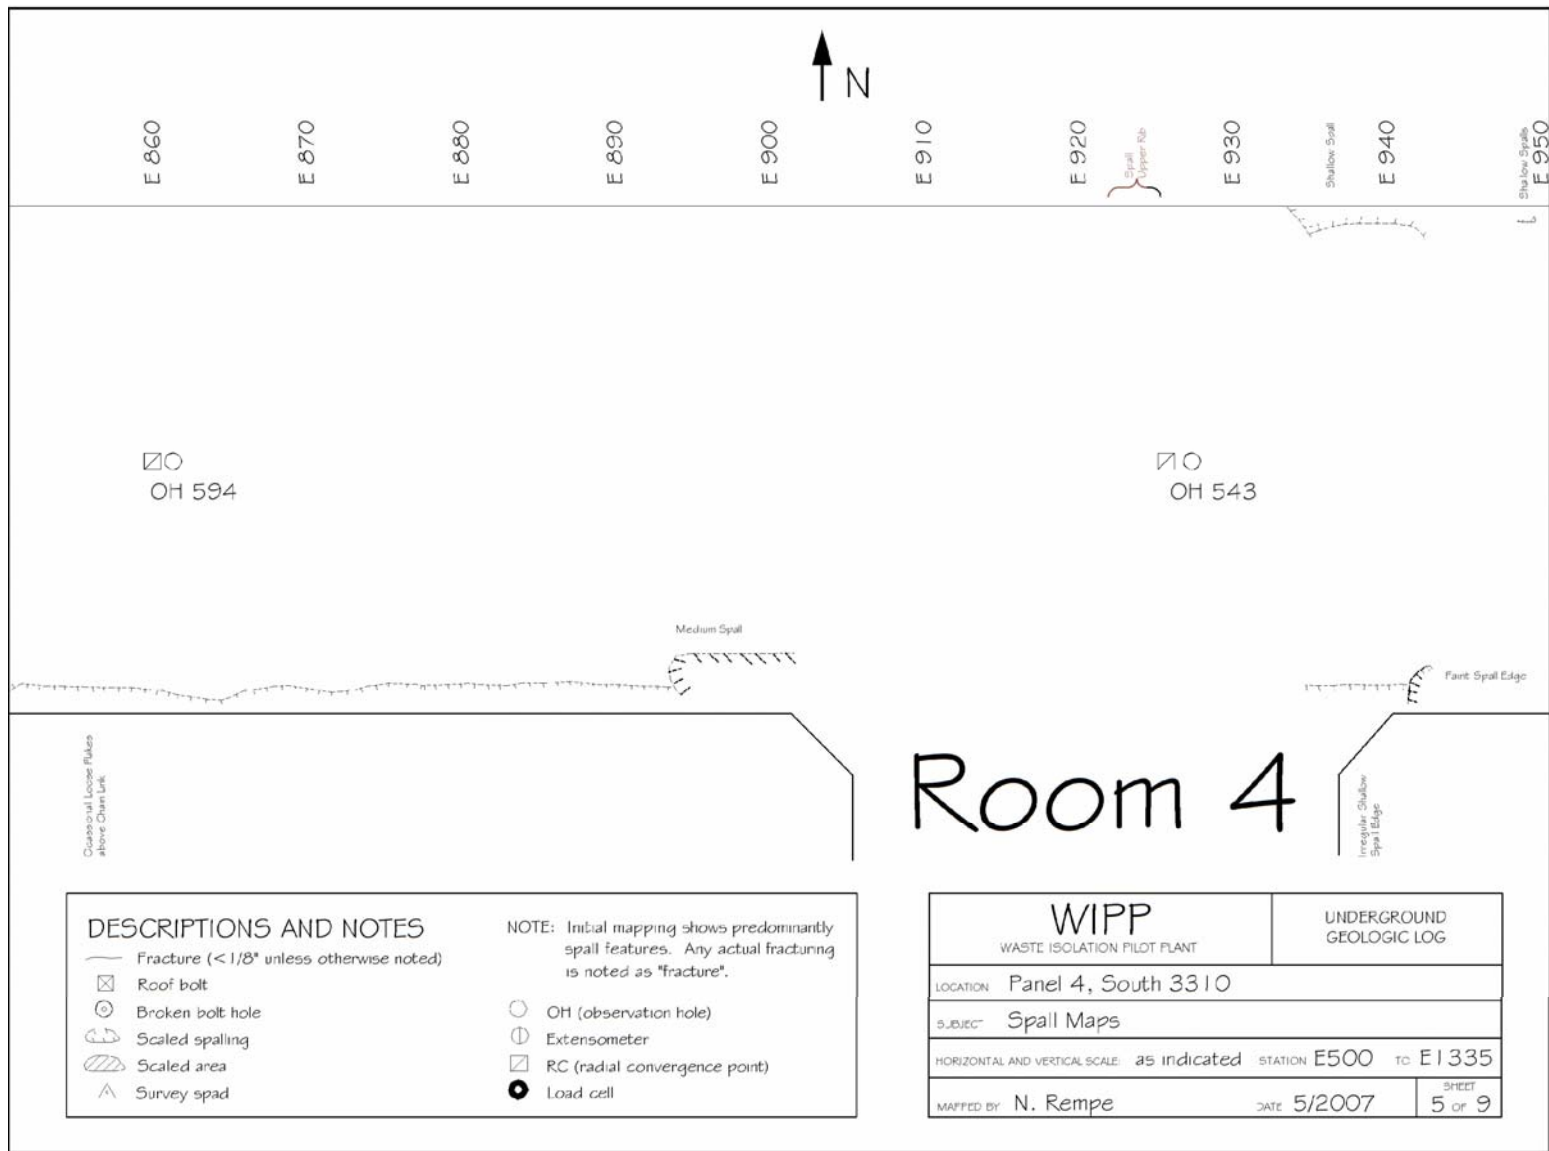 N
E 860
E 870
E 880
E 890
E 900
E 910
E 920
Spall
Upper Rib
E 930
Shallow Spall
E 940
Shallow Spalls
E 950
OH 594
OH 543
Medium Spall
Faint Spall Edge
Ocassonal Loose Flakes
above Chain Link
Room 4
Irregular Shallow
Spall Edge
DESCRIPTIONS AND NOTES
Fracture (<1/8" unless otherwise noted)
Roof bolt
Broken bolt hole
Scaled spalling
Scaled area
Survey spad
NOTE: Initial mapping shows predominantly
spall features. Any actual fracturing
is noted as "fracture".
OH (observation hole)
Extensometer
RC (radial convergence point)
Load cell
WIPP
WASTE ISOLATION PILOT PLANT
UNDERGROUND
GEOLOGIC LOG
LOCATION Panel 4, South 3310
SUBJECT Spall Maps
HORIZONTAL AND VERTICAL SCALE: as indicated STATION E500 TO E1335
MAPPED BY N. Rempe DATE 5/2007
SHEET
5 OF 9